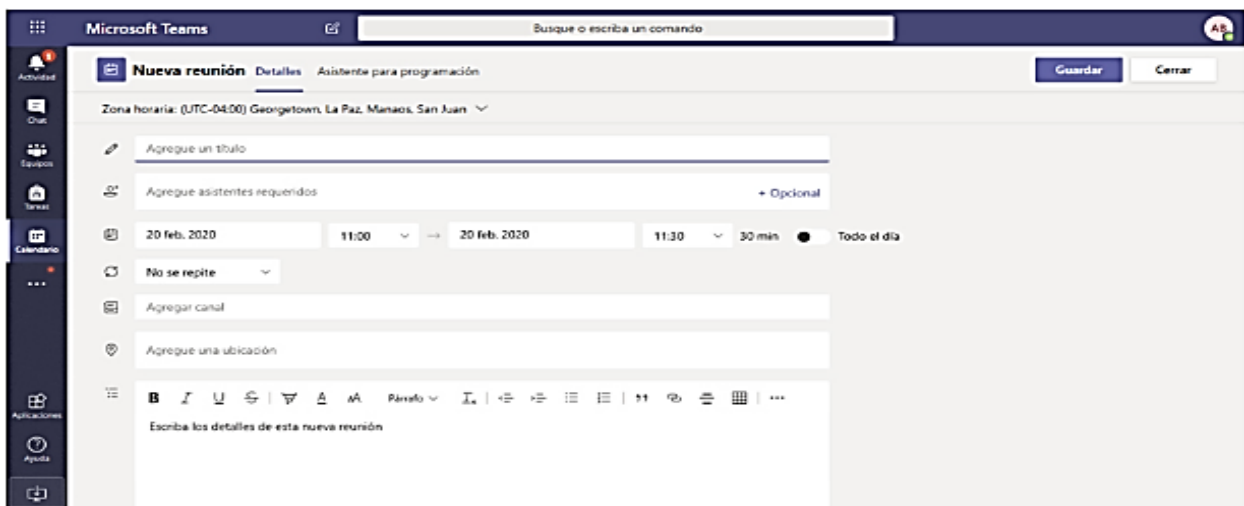 Microsoft Teams
Busque o escriba un comando
AB
Actividad
Chat
Equipos
Tareas
Calendario
Aplicaciones
Ayuda
Nueva reunión Detalles Asistente para programación
Guardar Cerrar
Zona horaria: (UTC-04:00) Georgetown, La Paz, Manaos, San Juan
Agregue un título
Agregue asistentes requeridos + Opcional
20 feb. 2020 11:00 → 20 feb. 2020 11:30 30 min Todo el día
No se repite
Agregar canal
Agregue una ubicación
B I U S A AA Párrafo
Escriba los detalles de esta nueva reunión